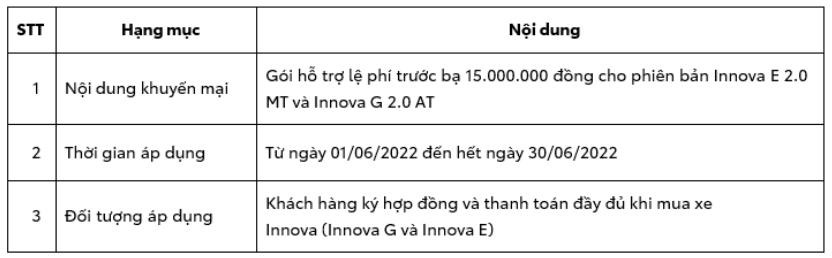 STT Hạng mục Nội dung
1 Nội dung khuyến mại Gói hỗ trợ lệ phí trước bạ 15.000.000 đồng cho phiên bản Innova E 2.0
MT và Innova G 2.0 AT
2 Thời gian áp dụng Từ ngày 01/06/2022 đến hết ngày 30/06/2022
3 Đối tượng áp dụng Khách hàng ký hợp đồng và thanh toán đầy đủ khi mua xe
Innova (Innova G và Innova E)